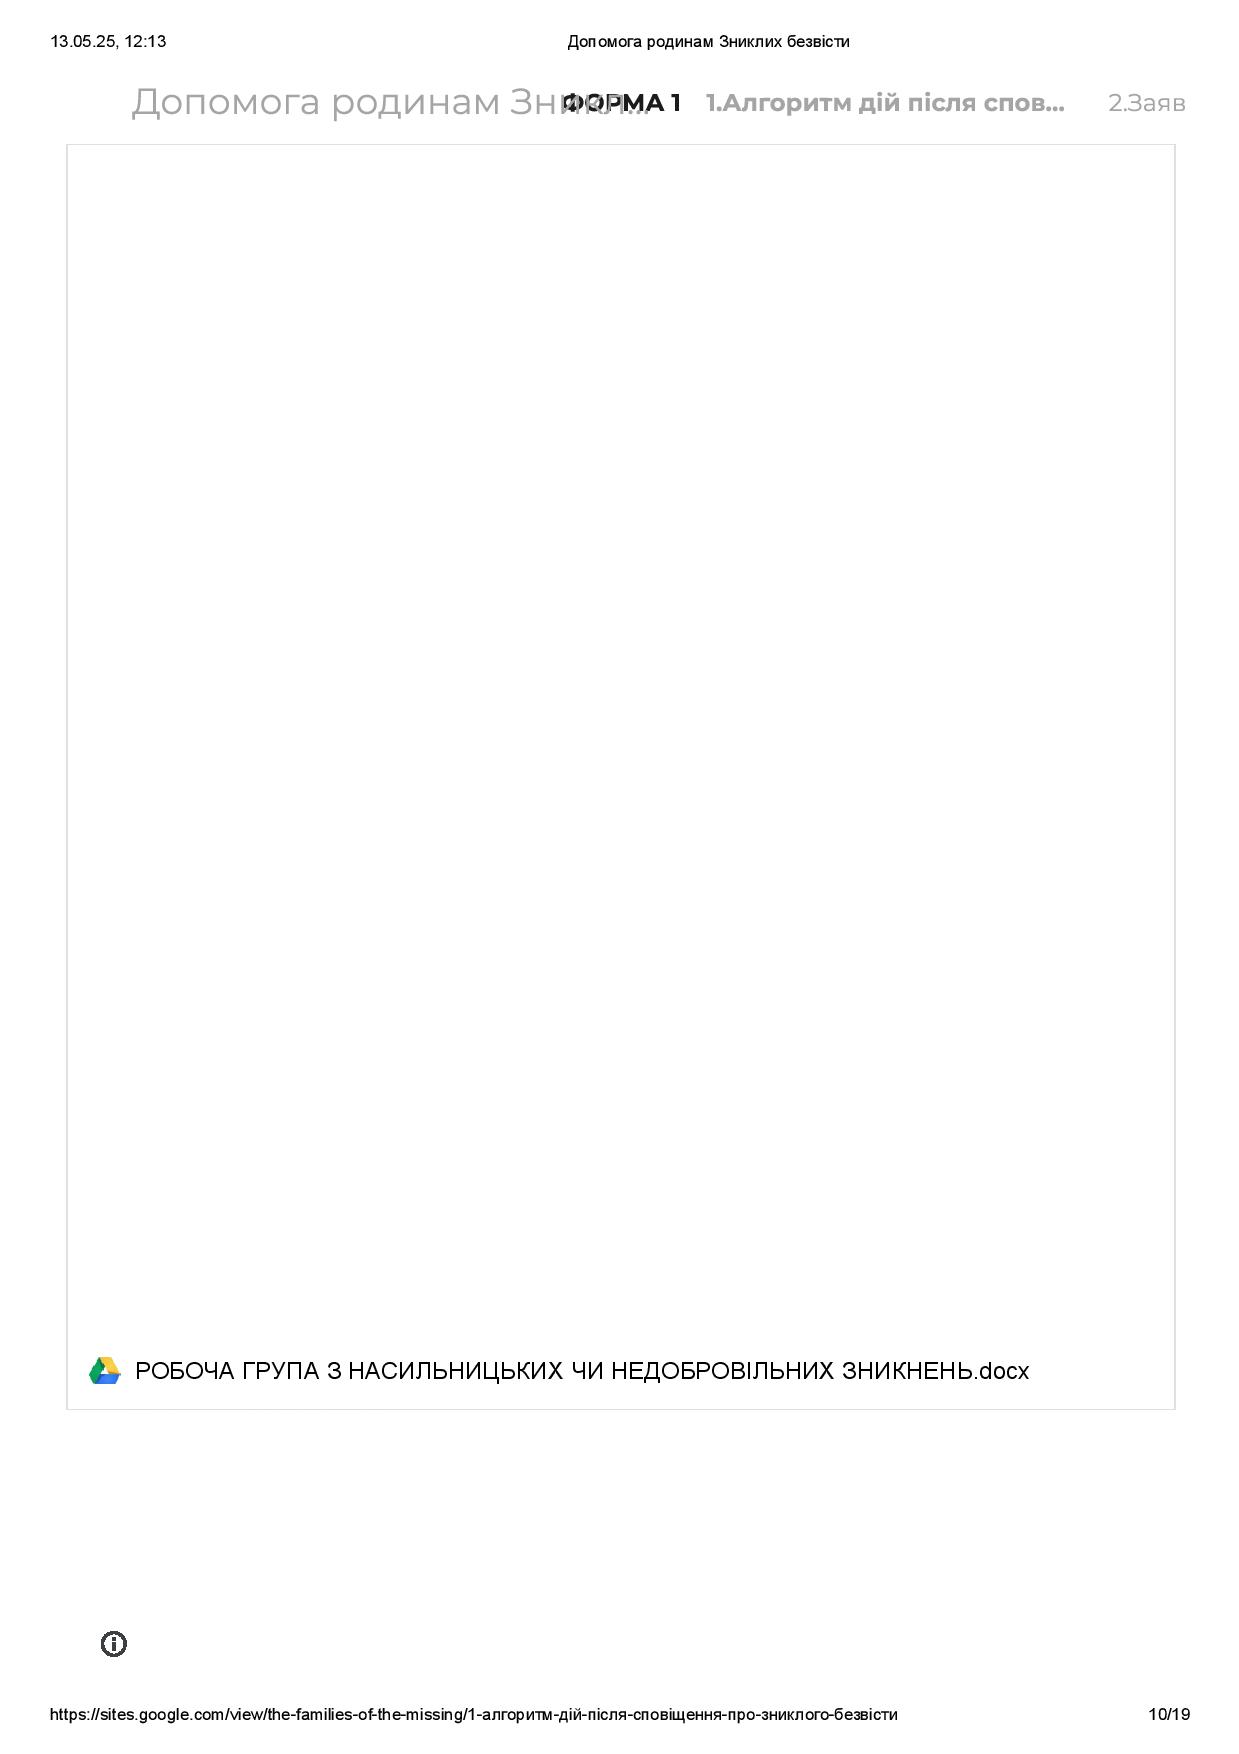 13.05.25, 12:13 Допомога родинам Зниклих безвісти
Допомога родинам Зникл... ФОРМА 1 1.Алгоритм дій після спов... 2.Заяв
РОБОЧА ГРУПА З НАСИЛЬНИЦЬКИХ ЧИ НЕДОБРОВІЛЬНИХ ЗНИКНЕНЬ.docx
https://sites.google.com/view/the-families-of-the-missing/1-алгоритм-дій-після-сповіщення-про-зниклого-безвісти 10/19